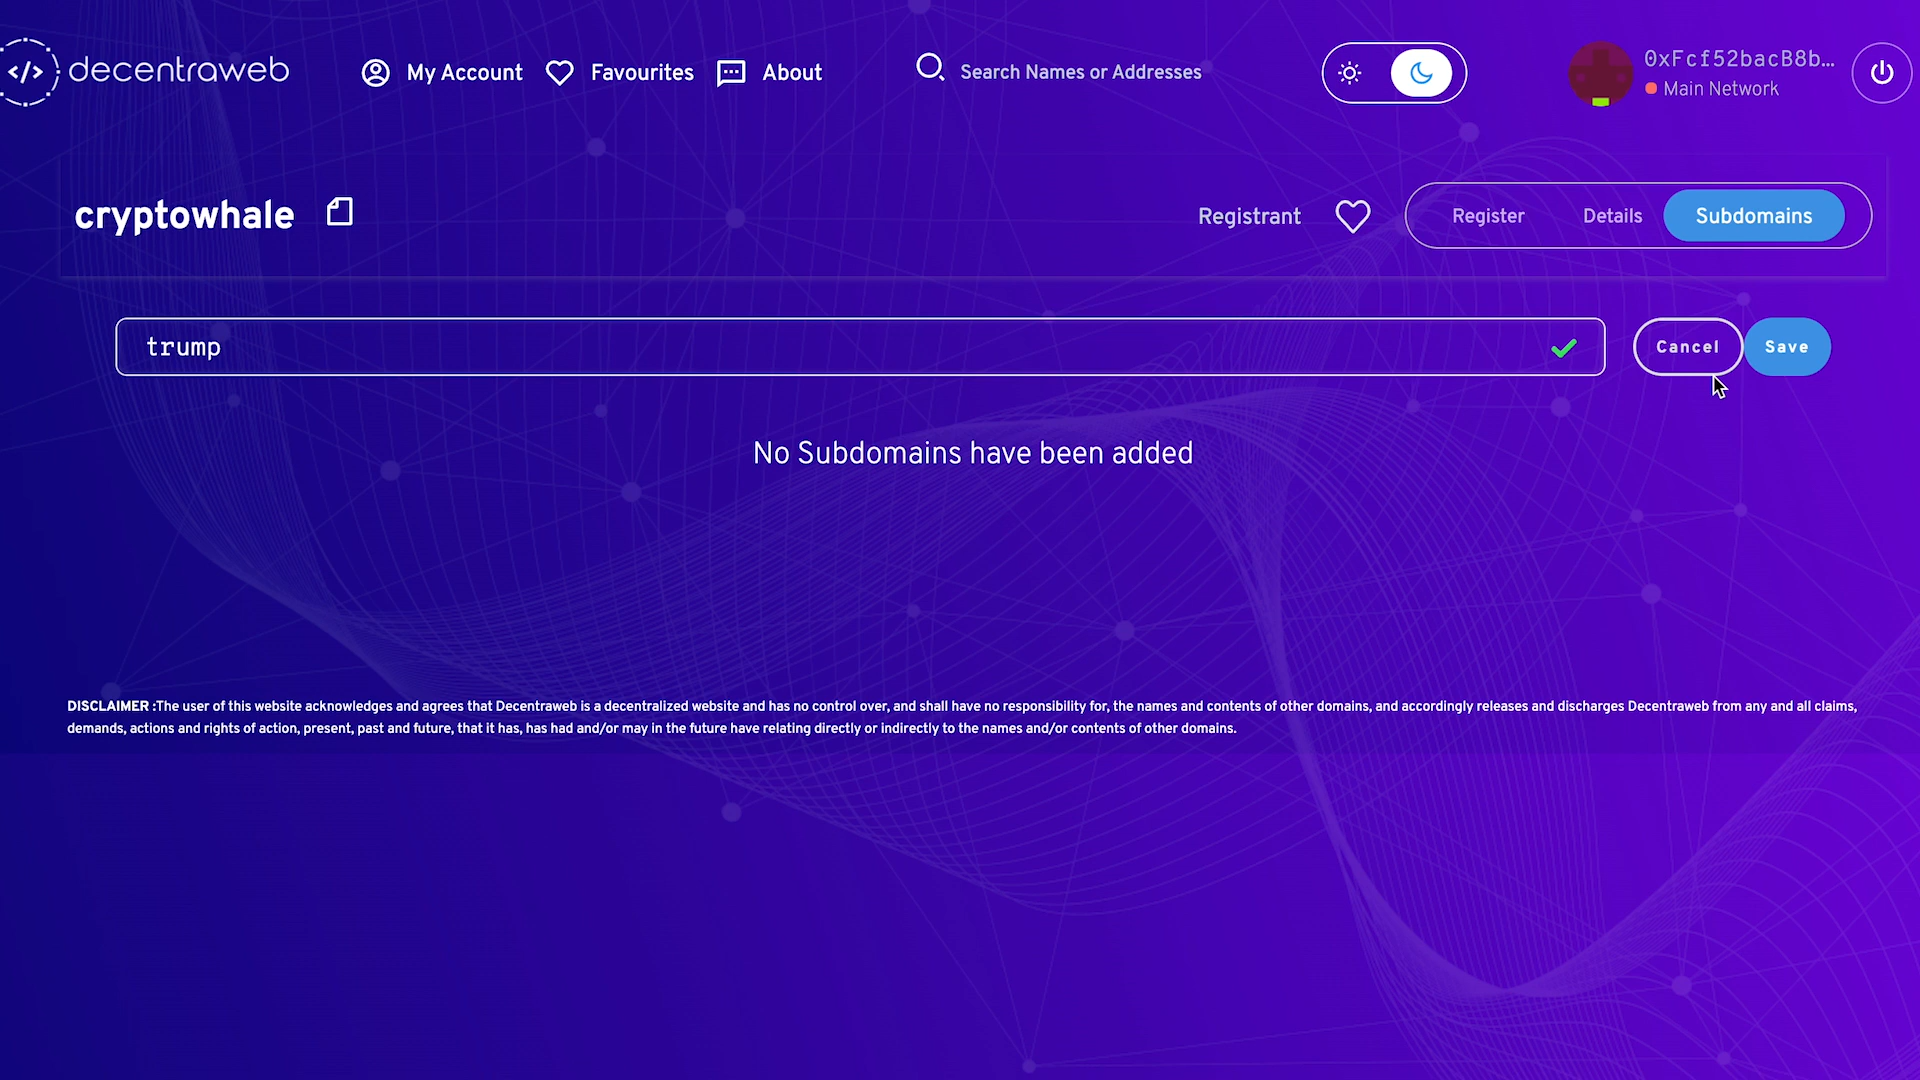 </> decentraweb
My Account
Favourites
About
Search Names or Addresses
0xFcf52bacB8b...
Main Network
cryptowhale
Registrant
Register
Details
Subdomains
trump
Cancel
Save
No Subdomains have been added
DISCLAIMER :The user of this website acknowledges and agrees that Decentraweb is a decentralized website and has no control over, and shall have no responsibility for, the names and contents of other domains, and accordingly releases and discharges Decentraweb from any and all claims,
demands, actions and rights of action, present, past and future, that it has, has had and/or may in the future have relating directly or indirectly to the names and/or contents of other domains.